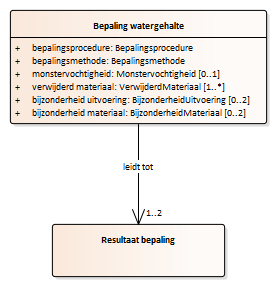 Bepaling watergehalte
+ bepalingsprocedure: Bepalingsprocedure
+ bepalingsmethode: Bepalingsmethode
+ monstervochtigheid: Monstervochtigheid [0..1]
+ verwijderd materiaal: VerwijderdMateriaal [1..*]
+ bijzonderheid uitvoering: BijzonderheidUitvoering [0..2]
+ bijzonderheid materiaal: BijzonderheidMateriaal [0..2]
leidt tot
1..2
Resultaat bepaling